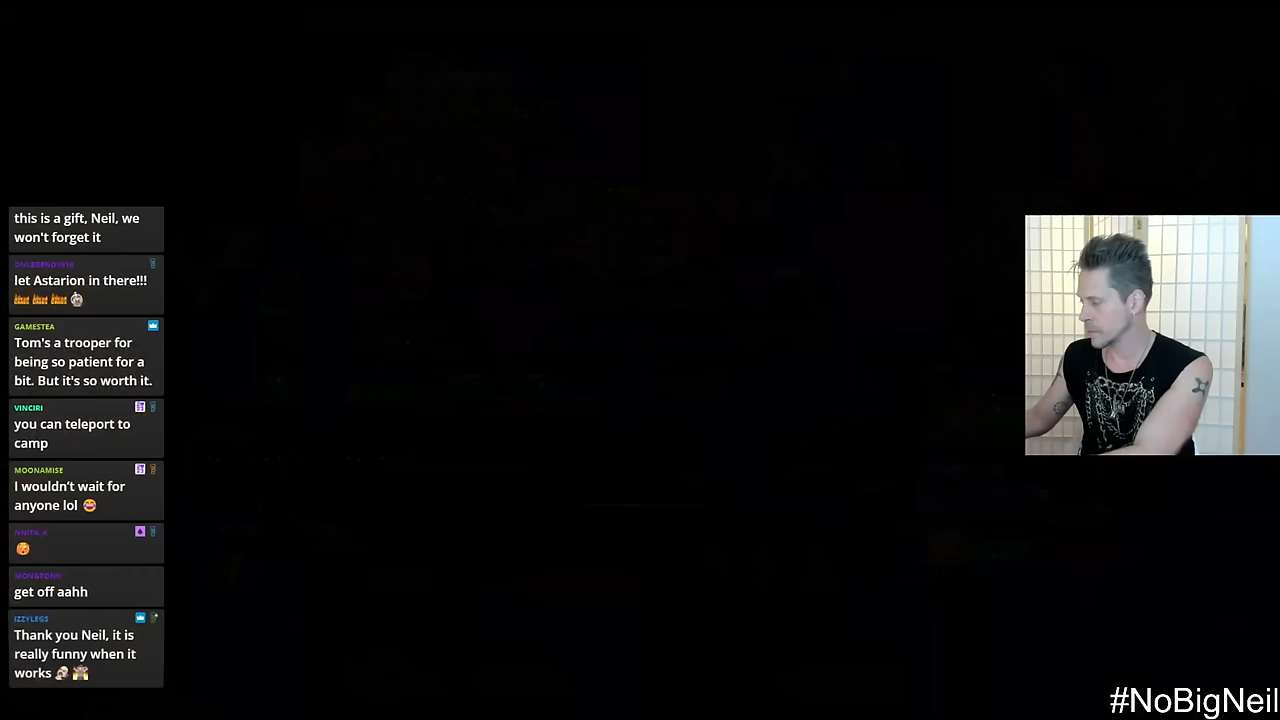 this is a gift, Neil, we
won't forget it
let Astarion in there!!!
GAMESTEA
Tom's a trooper for
being so patient for a
bit. But it's so worth it.
VINCIRI
you can teleport to
camp
MOONAMISE
I wouldn't wait for
anyone lol
NNITA_X
get off aahh
IZZYLEGS
Thank you Neil, it is
really funny when it
works
#NoBigNeil